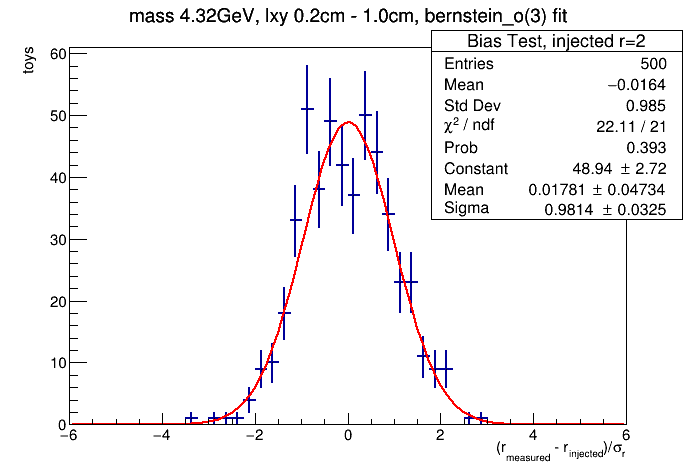 mass 4.32GeV, lxy 0.2cm - 1.0cm, bernstein_o(3) fit
Bias Test, injected r=2
Entries 500
Mean −0.0164
Std Dev 0.985
χ² / ndf 22.11 / 21
Prob 0.393
Constant 48.94 ± 2.72
Mean 0.01781 ± 0.04734
Sigma 0.9814 ± 0.0325
toys
60
50
40
30
20
10
0
−6 −4 −2 0 2 4 6
(r_measured - r_injected)/σ_r